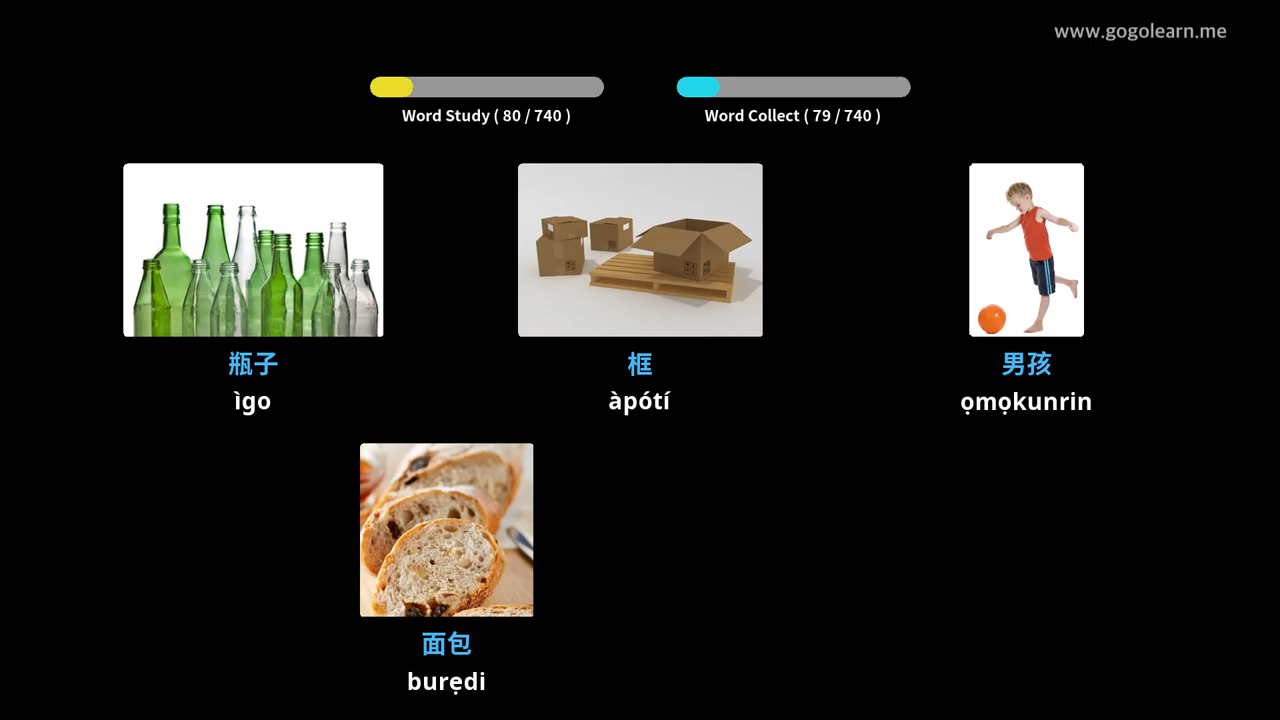 www.gogolearn.me
Word Study ( 80 / 740 )
Word Collect ( 79 / 740 )
瓶子
ìgo
框
àpótí
男孩
ọmọkunrin
面包
burẹdi